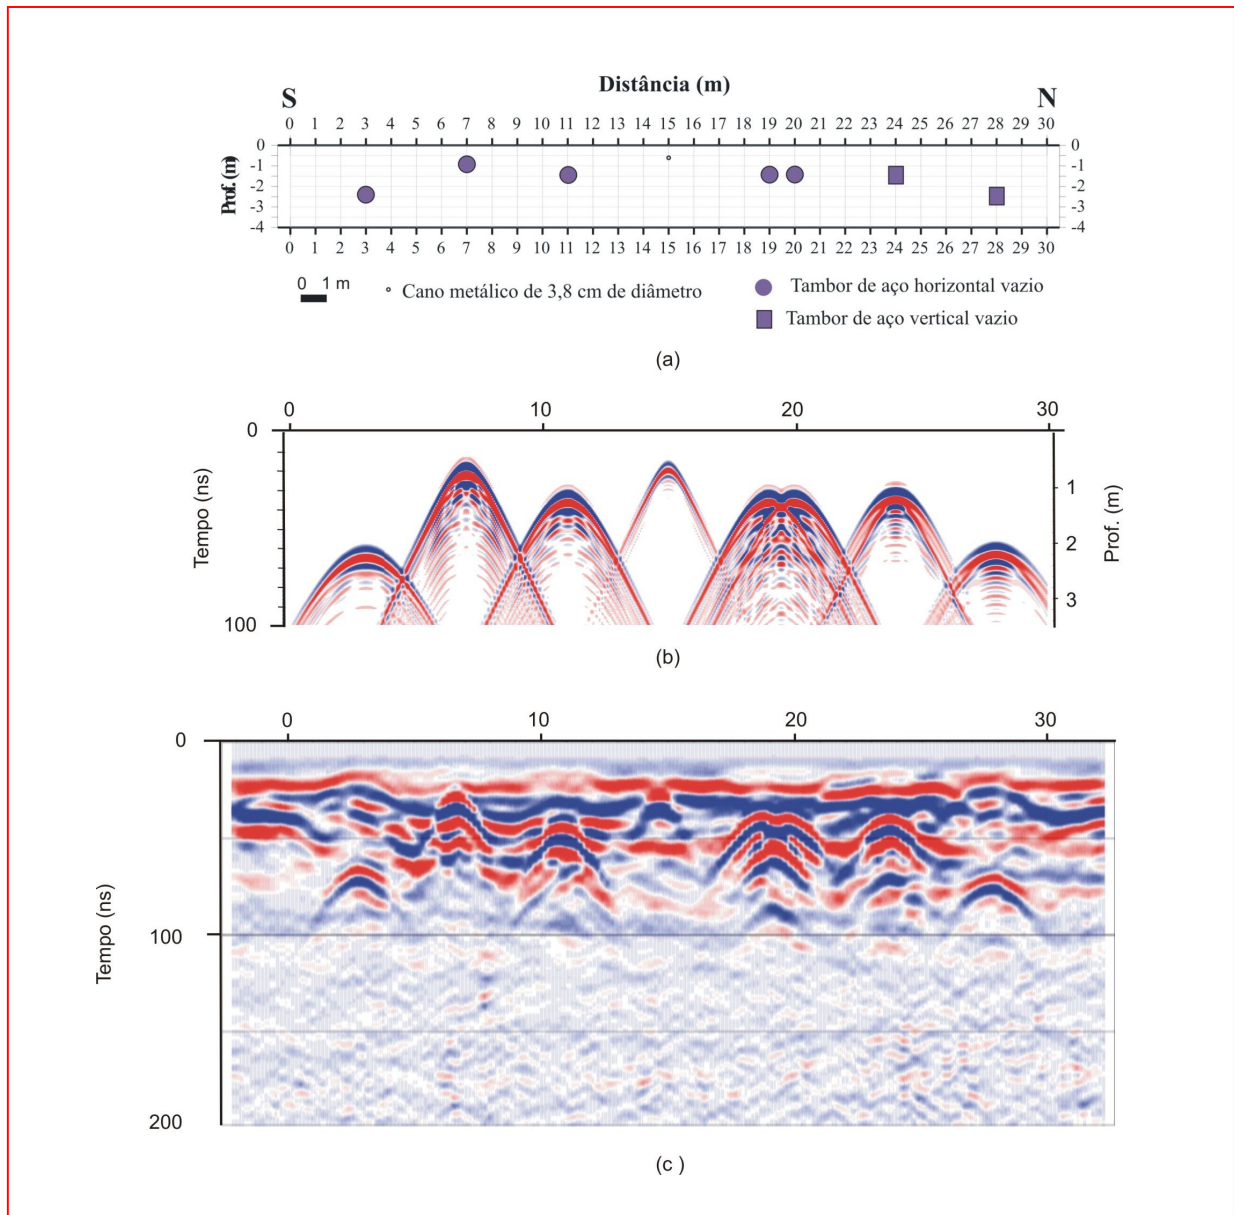 Distância (m)
S N
0 1 2 3 4 5 6 7 8 9 10 11 12 13 14 15 16 17 18 19 20 21 22 23 24 25 26 27 28 29 30
Prof. (m)
0 0
-1 -1
-2 -2
-3 -3
-4 -4
0 1 2 3 4 5 6 7 8 9 10 11 12 13 14 15 16 17 18 19 20 21 22 23 24 25 26 27 28 29 30
0 1 m
Cano metálico de 3,8 cm de diâmetro
Tambor de aço horizontal vazio
Tambor de aço vertical vazio
(a)
0 10 20 30
0
Tempo (ns)
100
1
2
3
Prof. (m)
(b)
0 10 20 30
0
Tempo (ns)
100
200
(c )